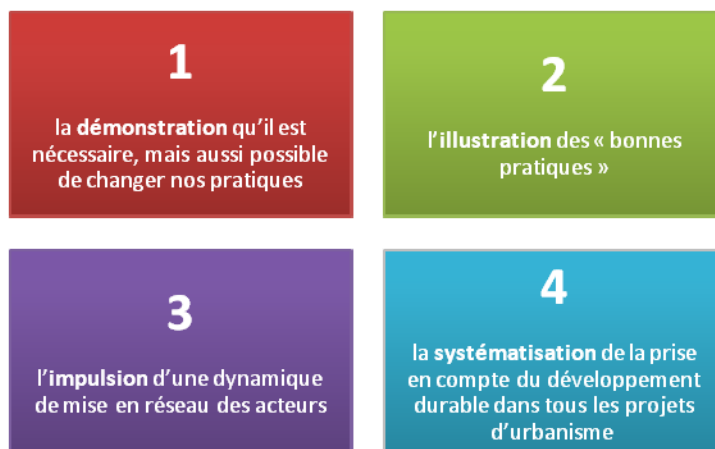 1
la démonstration qu'il est
nécessaire, mais aussi possible
de changer nos pratiques
2
l'illustration des « bonnes
pratiques »
3
l'impulsion d'une dynamique
de mise en réseau des acteurs
4
la systématisation de la prise
en compte du développement
durable dans tous les projets
d'urbanisme